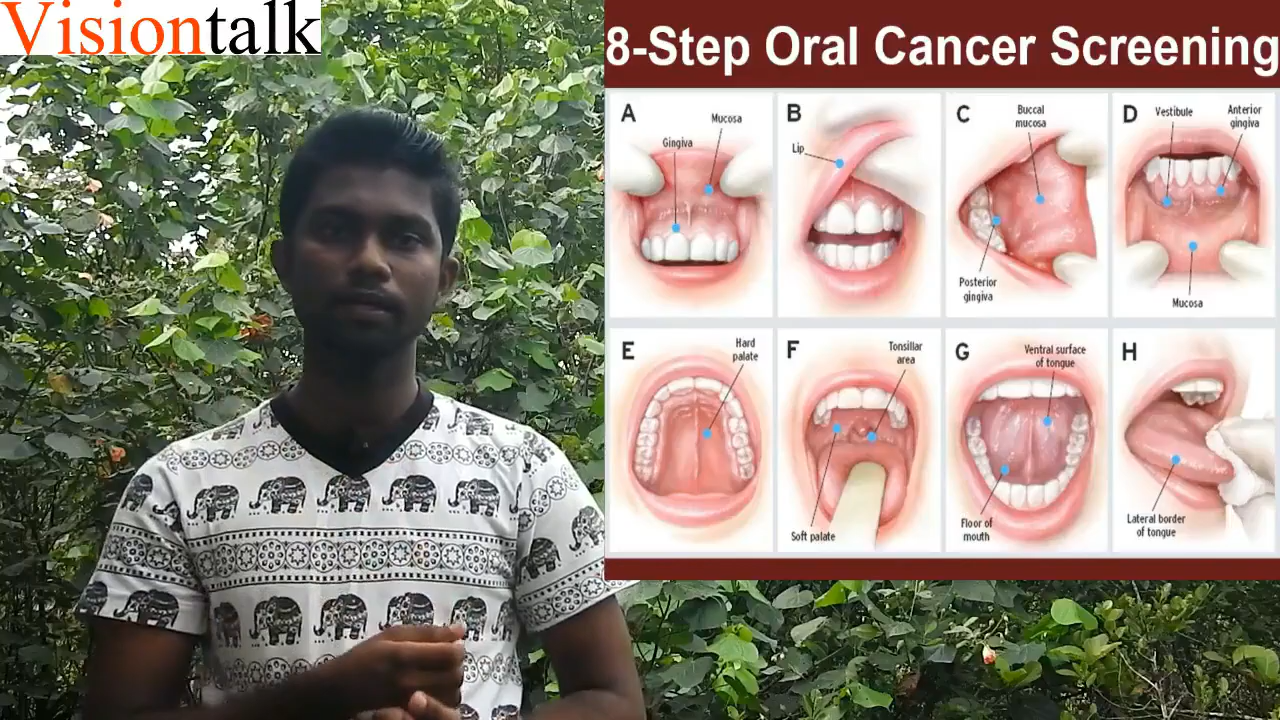 Visiontalk
8-Step Oral Cancer Screening
A
Gingiva
Mucosa
B
Lip
C
Buccal
mucosa
Posterior
gingiva
D
Vestibule
Anterior
gingiva
Mucosa
E
Hard
palate
F
Tonsillar
area
Soft palate
G
Ventral surface
of tongue
Floor of
mouth
H
Lateral border
of tongue